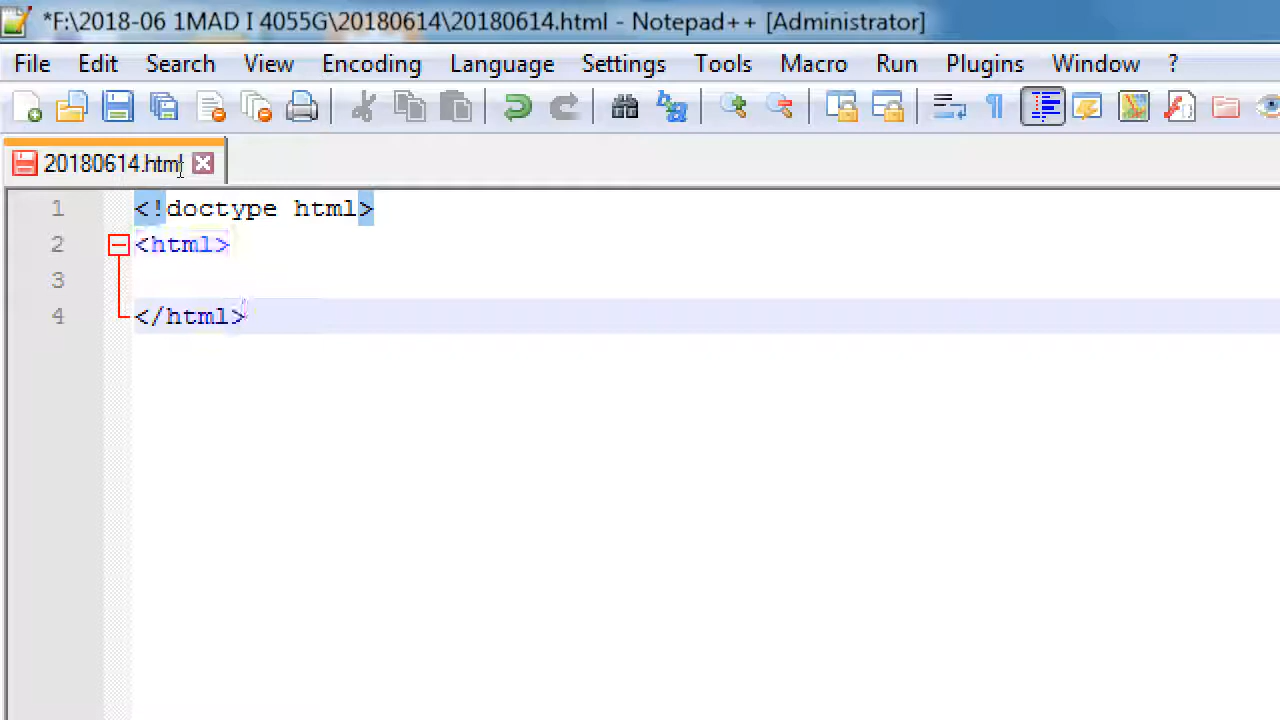 *F:\2018-06 1MAD I 4055G\20180614\20180614.html - Notepad++ [Administrator]
File Edit Search View Encoding Language Settings Tools Macro Run Plugins Window ?
20180614.html
1 <!doctype html>
2 <html>
3
4 </html>